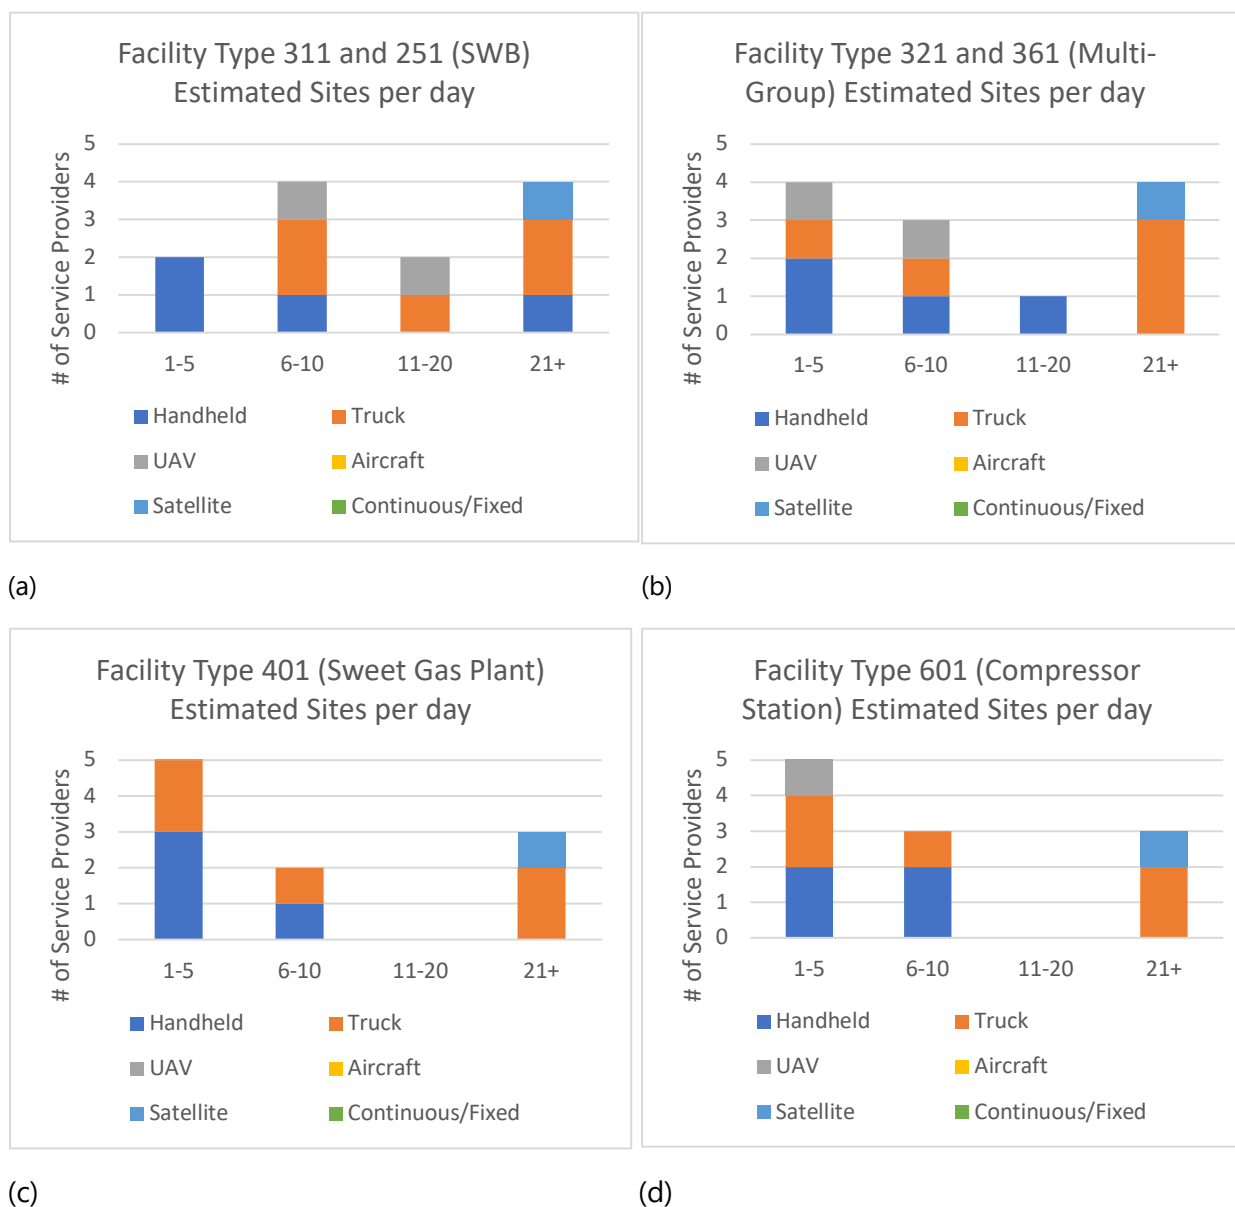 Facility Type 311 and 251 (SWB)
Estimated Sites per day
# of Service Providers
5
4
3
2
1
0
1-5 6-10 11-20 21+
Handheld Truck
UAV Aircraft
Satellite Continuous/Fixed
(a)
Facility Type 321 and 361 (Multi-
Group) Estimated Sites per day
# of Service Providers
5
4
3
2
1
0
1-5 6-10 11-20 21+
Handheld Truck
UAV Aircraft
Satellite Continuous/Fixed
(b)
Facility Type 401 (Sweet Gas Plant)
Estimated Sites per day
# of Service Providers
5
4
3
2
1
0
1-5 6-10 11-20 21+
Handheld Truck
UAV Aircraft
Satellite Continuous/Fixed
(c)
Facility Type 601 (Compressor
Station) Estimated Sites per day
# of Service Providers
5
4
3
2
1
0
1-5 6-10 11-20 21+
Handheld Truck
UAV Aircraft
Satellite Continuous/Fixed
(d)